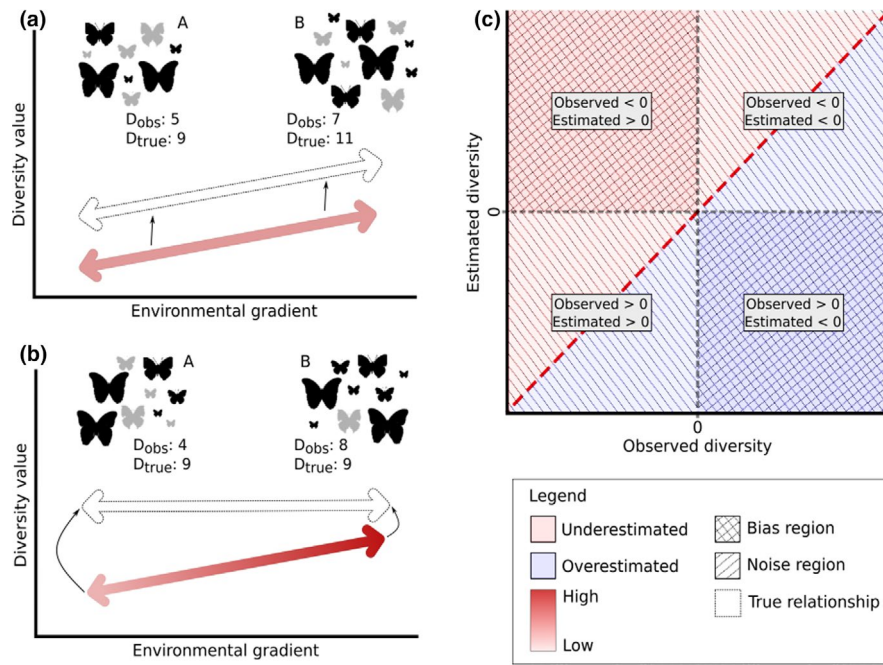 (a)
A
B
Dobs: 5
Dtrue: 9
Dobs: 7
Dtrue: 11
Diversity value
Environmental gradient
(b)
A
B
Dobs: 4
Dtrue: 9
Dobs: 8
Dtrue: 9
Diversity value
Environmental gradient
(c)
Observed < 0
Estimated > 0
Observed < 0
Estimated < 0
Observed > 0
Estimated > 0
Observed > 0
Estimated < 0
Estimated diversity
0
0
Observed diversity
Legend
Underestimated
Bias region
Overestimated
Noise region
High
Low
True relationship